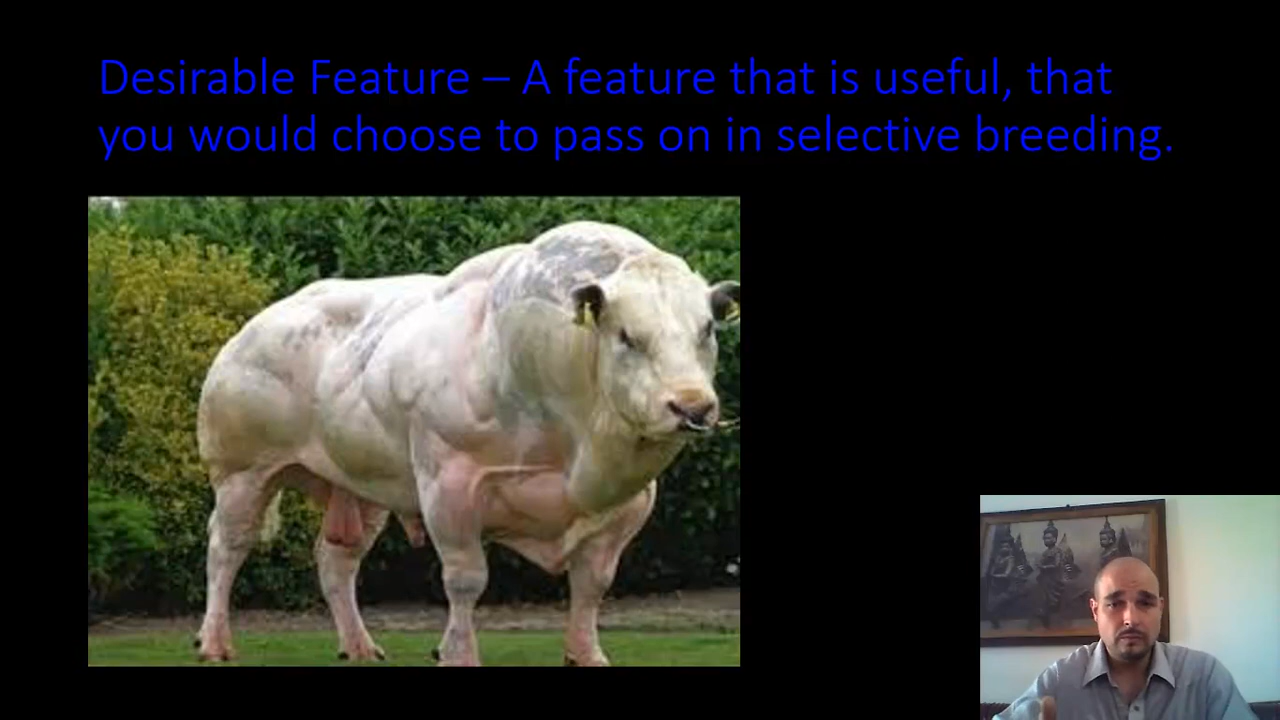 Desirable Feature – A feature that is useful, that
you would choose to pass on in selective breeding.